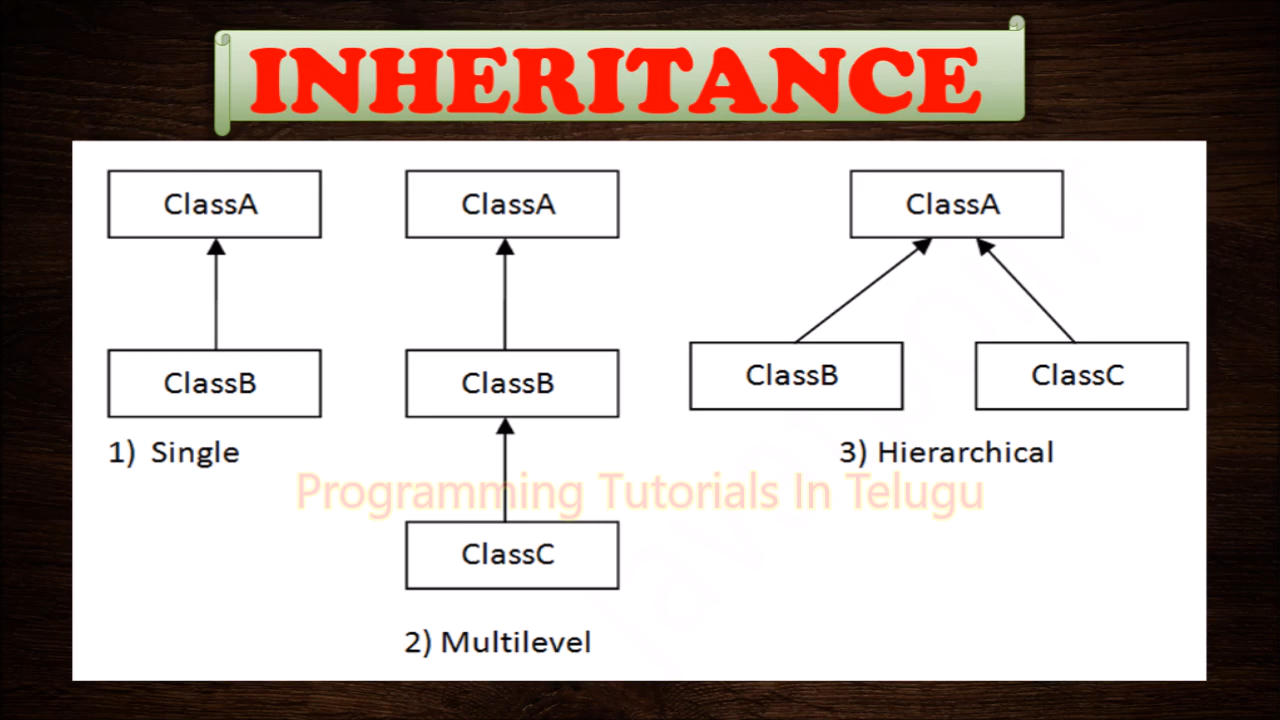 INHERITANCE
ClassA
ClassB
1) Single
ClassA
ClassB
ClassC
2) Multilevel
ClassA
ClassB ClassC
3) Hierarchical
Programming Tutorials In Telugu